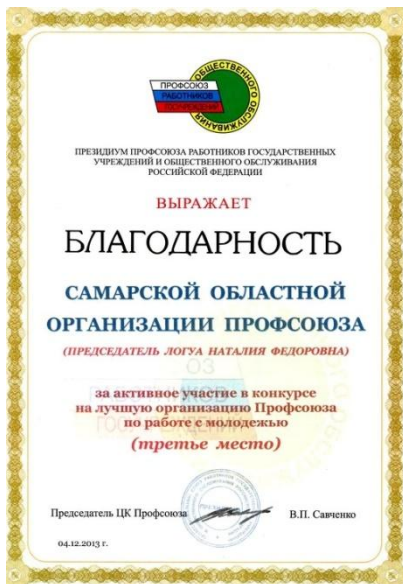 ПРОФСОЮЗ
РАБОТНИКОВ
ГОСУЧРЕЖДЕНИЙ
ОБЩЕСТВЕННОГО ОБСЛУЖИВАНИЯ
ПРЕЗИДИУМ ПРОФСОЮЗА РАБОТНИКОВ ГОСУДАРСТВЕННЫХ
УЧРЕЖДЕНИЙ И ОБЩЕСТВЕННОГО ОБСЛУЖИВАНИЯ
РОССИЙСКОЙ ФЕДЕРАЦИИ
ВЫРАЖАЕТ
БЛАГОДАРНОСТЬ
САМАРСКОЙ ОБЛАСТНОЙ
ОРГАНИЗАЦИИ ПРОФСОЮЗА
(ПРЕДСЕДАТЕЛЬ ЛОГУА НАТАЛИЯ ФЕДОРОВНА)
за активное участие в конкурсе
на лучшую организацию Профсоюза
по работе с молодежью
(третье место)
Председатель ЦК Профсоюза В.П. Савченко
04.12.2013 г.